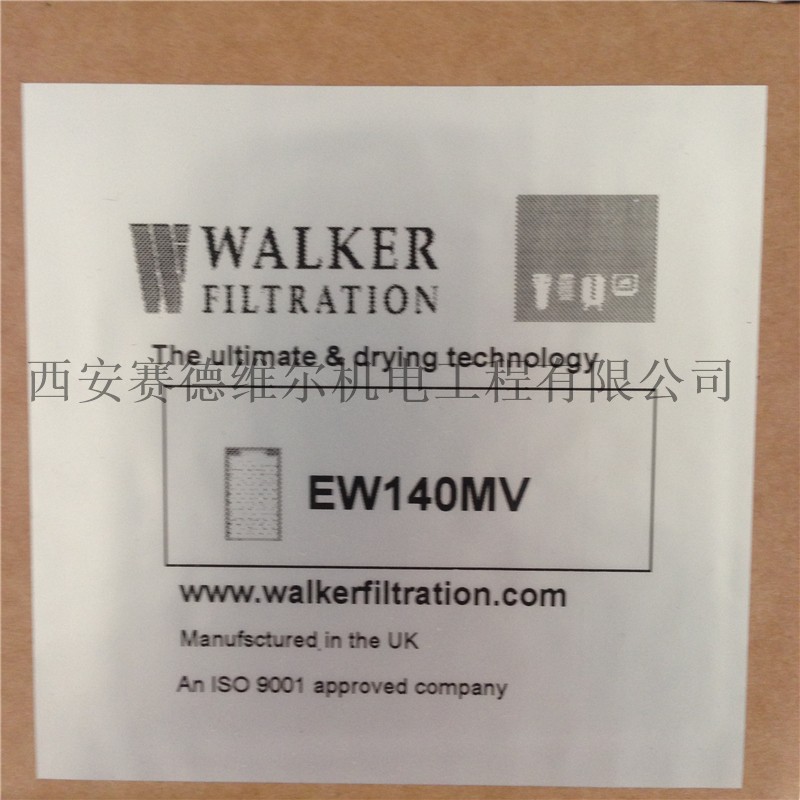 WALKER
FILTRATION
The ultimate & drying technology
西安赛德维尔机电工程有限公司
EW140MV
www.walkerfiltration.com
Manufsctured in the UK
An ISO 9001 approved company